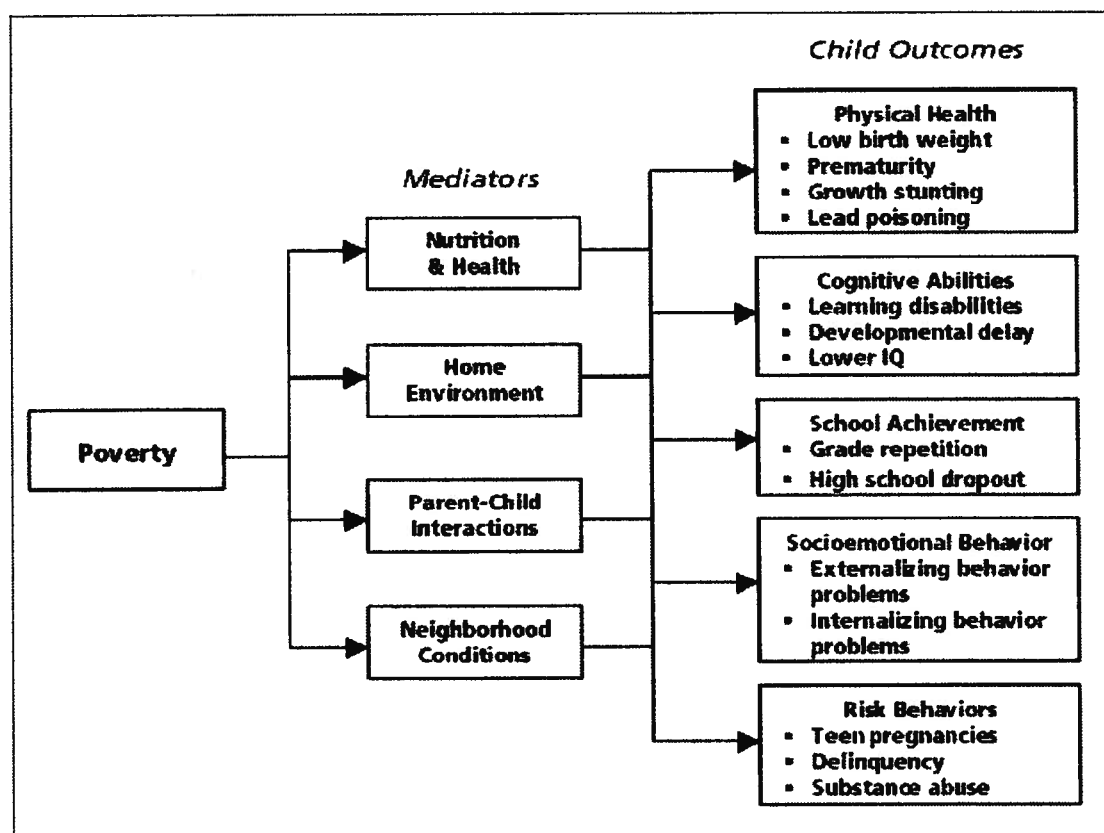 Child Outcomes
Physical Health
▪ Low birth weight
▪ Prematurity
▪ Growth stunting
▪ Lead poisoning
Mediators
Nutrition
& Health
Cognitive Abilities
▪ Learning disabilities
▪ Developmental delay
▪ Lower IQ
Home
Environment
School Achievement
▪ Grade repetition
▪ High school dropout
Poverty
Parent-Child
Interactions
Socioemotional Behavior
▪ Externalizing behavior
problems
▪ Internalizing behavior
problems
Neighborhood
Conditions
Risk Behaviors
▪ Teen pregnancies
▪ Delinquency
▪ Substance abuse